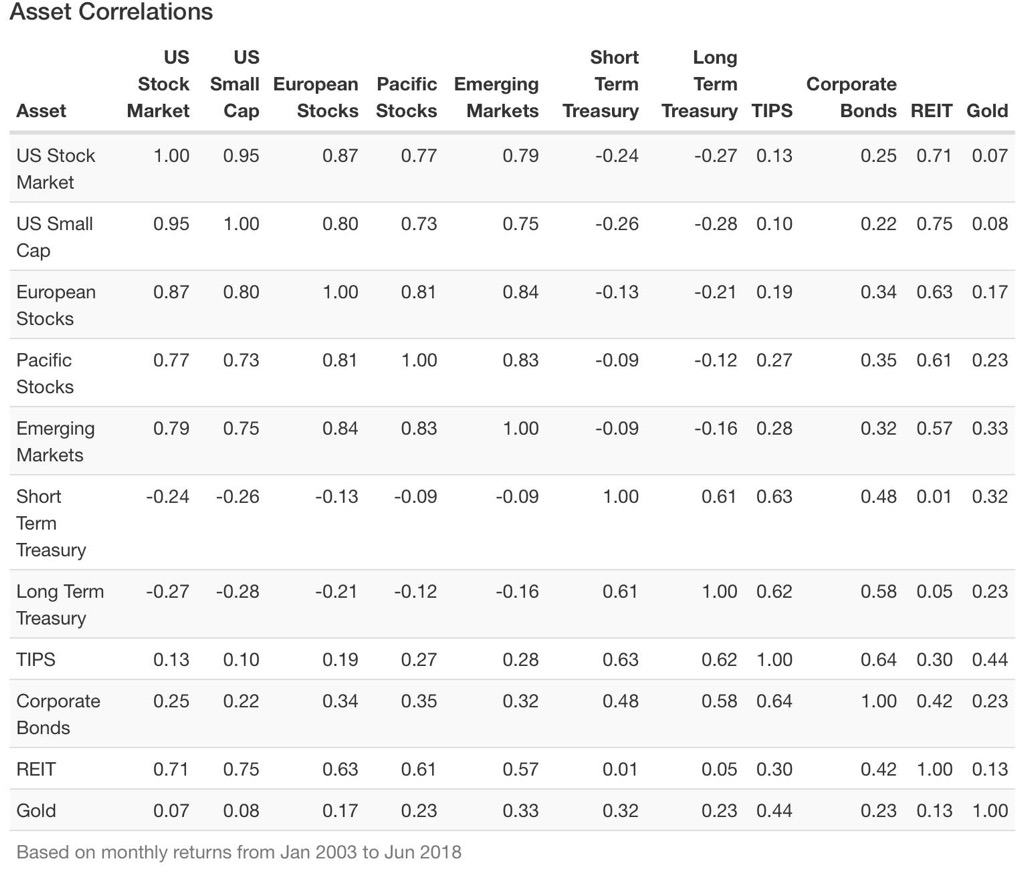 Asset Correlations
US US Short Long
Stock Small European Pacific Emerging Term Term Corporate
Asset Market Cap Stocks Stocks Markets Treasury Treasury TIPS Bonds REIT Gold
US Stock 1.00 0.95 0.87 0.77 0.79 -0.24 -0.27 0.13 0.25 0.71 0.07
Market
US Small 0.95 1.00 0.80 0.73 0.75 -0.26 -0.28 0.10 0.22 0.75 0.08
Cap
European 0.87 0.80 1.00 0.81 0.84 -0.13 -0.21 0.19 0.34 0.63 0.17
Stocks
Pacific 0.77 0.73 0.81 1.00 0.83 -0.09 -0.12 0.27 0.35 0.61 0.23
Stocks
Emerging 0.79 0.75 0.84 0.83 1.00 -0.09 -0.16 0.28 0.32 0.57 0.33
Markets
Short -0.24 -0.26 -0.13 -0.09 -0.09 1.00 0.61 0.63 0.48 0.01 0.32
Term
Treasury
Long Term -0.27 -0.28 -0.21 -0.12 -0.16 0.61 1.00 0.62 0.58 0.05 0.23
Treasury
TIPS 0.13 0.10 0.19 0.27 0.28 0.63 0.62 1.00 0.64 0.30 0.44
Corporate 0.25 0.22 0.34 0.35 0.32 0.48 0.58 0.64 1.00 0.42 0.23
Bonds
REIT 0.71 0.75 0.63 0.61 0.57 0.01 0.05 0.30 0.42 1.00 0.13
Gold 0.07 0.08 0.17 0.23 0.33 0.32 0.23 0.44 0.23 0.13 1.00
Based on monthly returns from Jan 2003 to Jun 2018